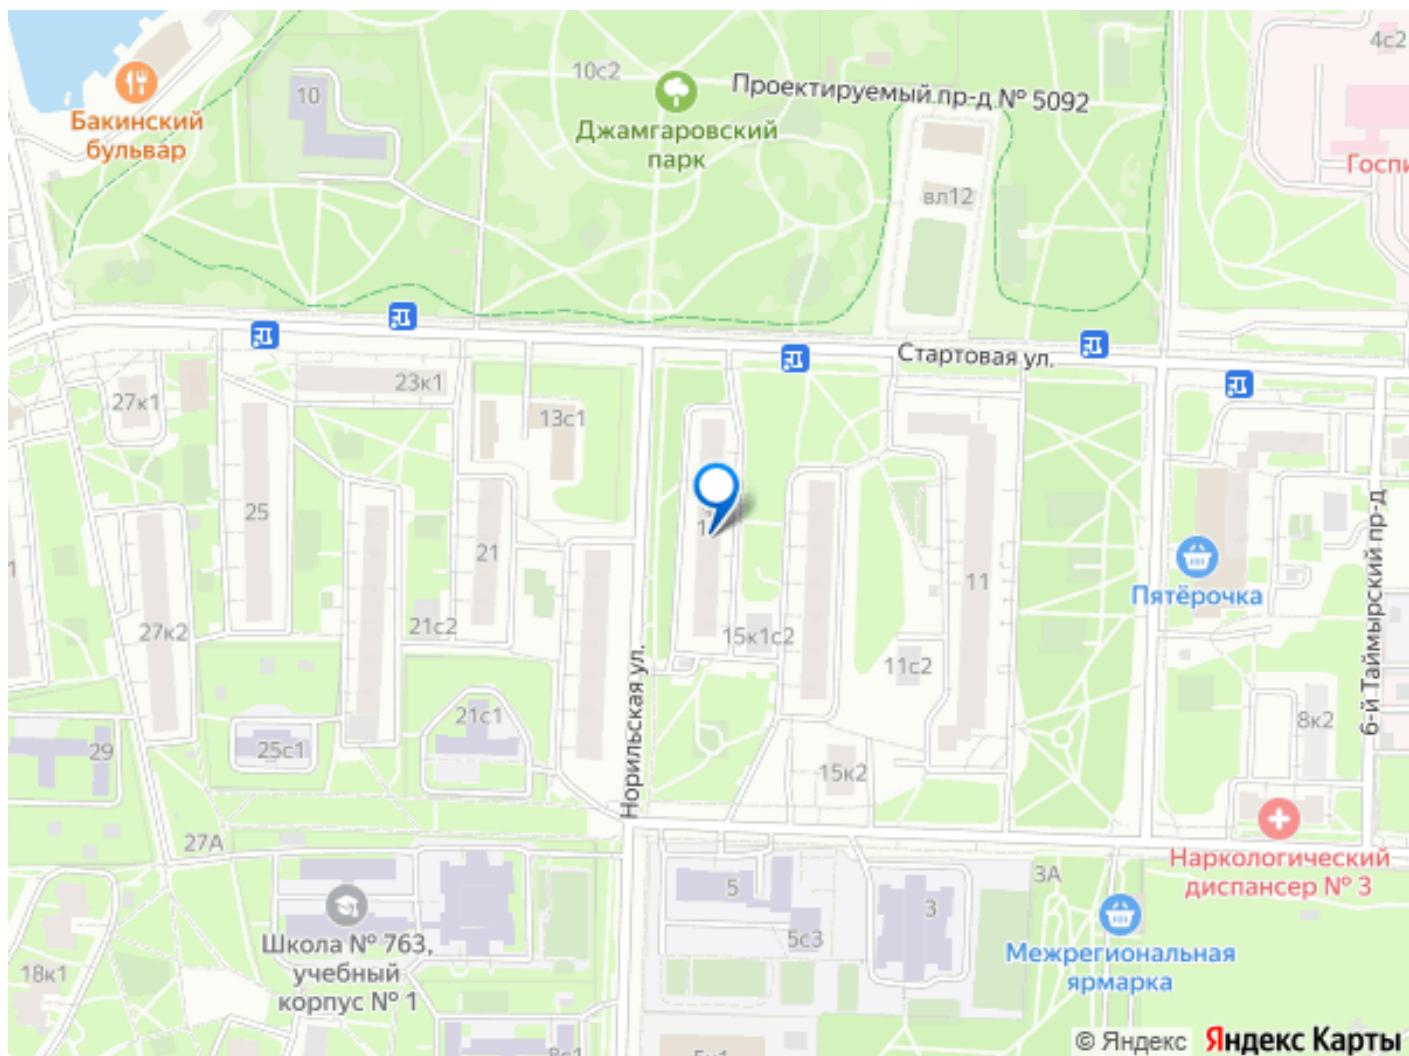 4с2
10с2
Проектируемый пр-д № 5092
10
Бакинский
бульвар
Джамгаровский
парк
Госпи
вл12
Стартовая ул.
23к1
27к1
13с1
25
21
11
Пятёрочка
6-й Таймырский пр-д
27к2
21с2
15к1с2
11с2
Норильская ул.
21с1
8к2
29
25с1
15к2
27А
Наркологический
диспансер № 3
3А
5
3
Школа № 763,
учебный
корпус № 1
5с3
Межрегиональная
ярмарка
18к1
© Яндекс
Яндекс Карты